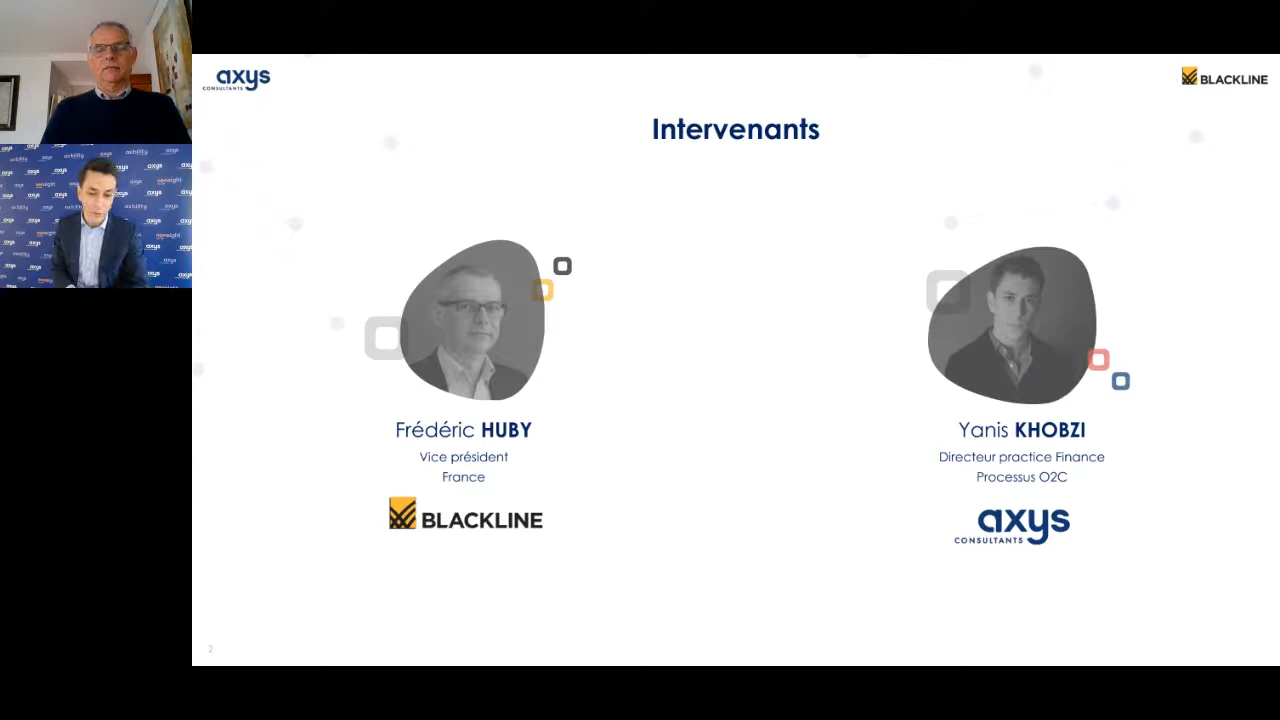 axys
CONSULTANTS
BLACKLINE
Intervenants
Frédéric HUBY
Vice président
France
BLACKLINE
Yanis KHOBZI
Directeur practice Finance
Processus O2C
axys
CONSULTANTS
2